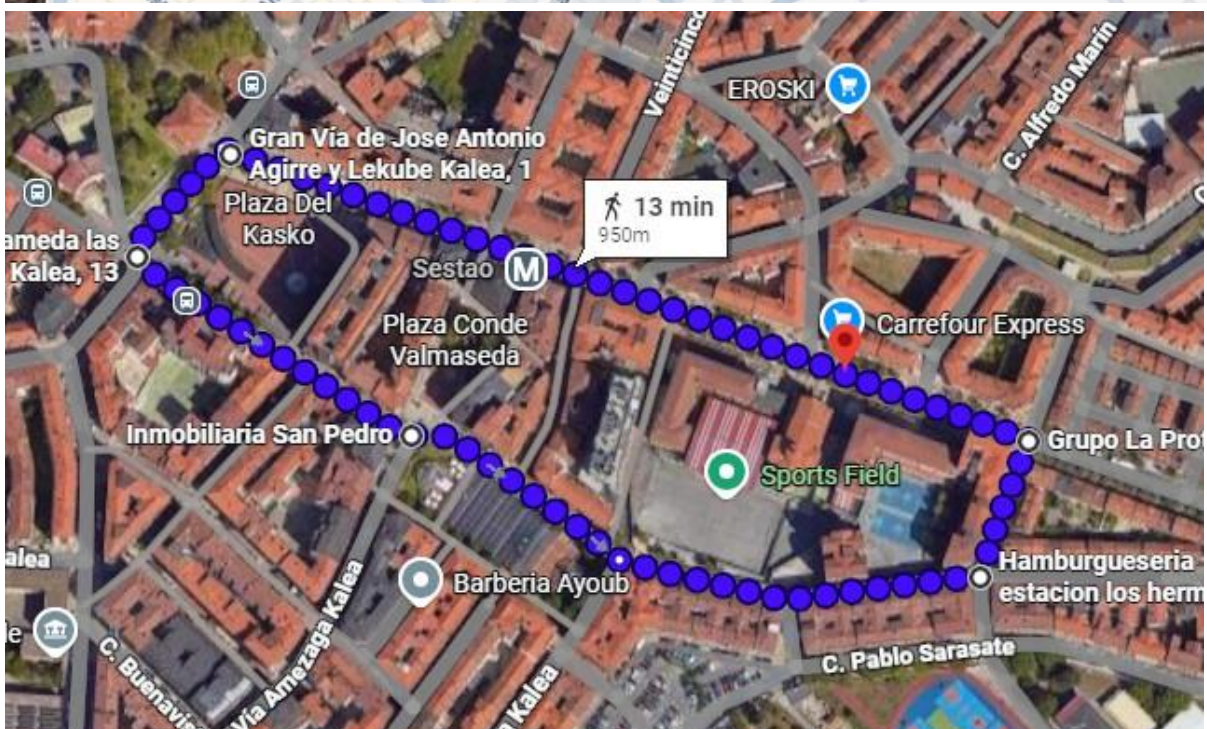 Veinticinco
EROSKI
C. Alfredo Marin
Gran Vía de Jose Antonio
Agirre y Lekube Kalea, 1
Plaza Del
Kasko
13 min
950m
ameda las
Kalea, 13
Sestao
M
Plaza Conde
Valmaseda
Carrefour Express
Inmobiliaria San Pedro
Grupo La Prot
Sports Field
alea
Barberia Ayoub
Hamburgueseria
estacion los herm
e
C. Buenavis
Vía Amezaga Kalea
C. Pablo Sarasate
Kalea